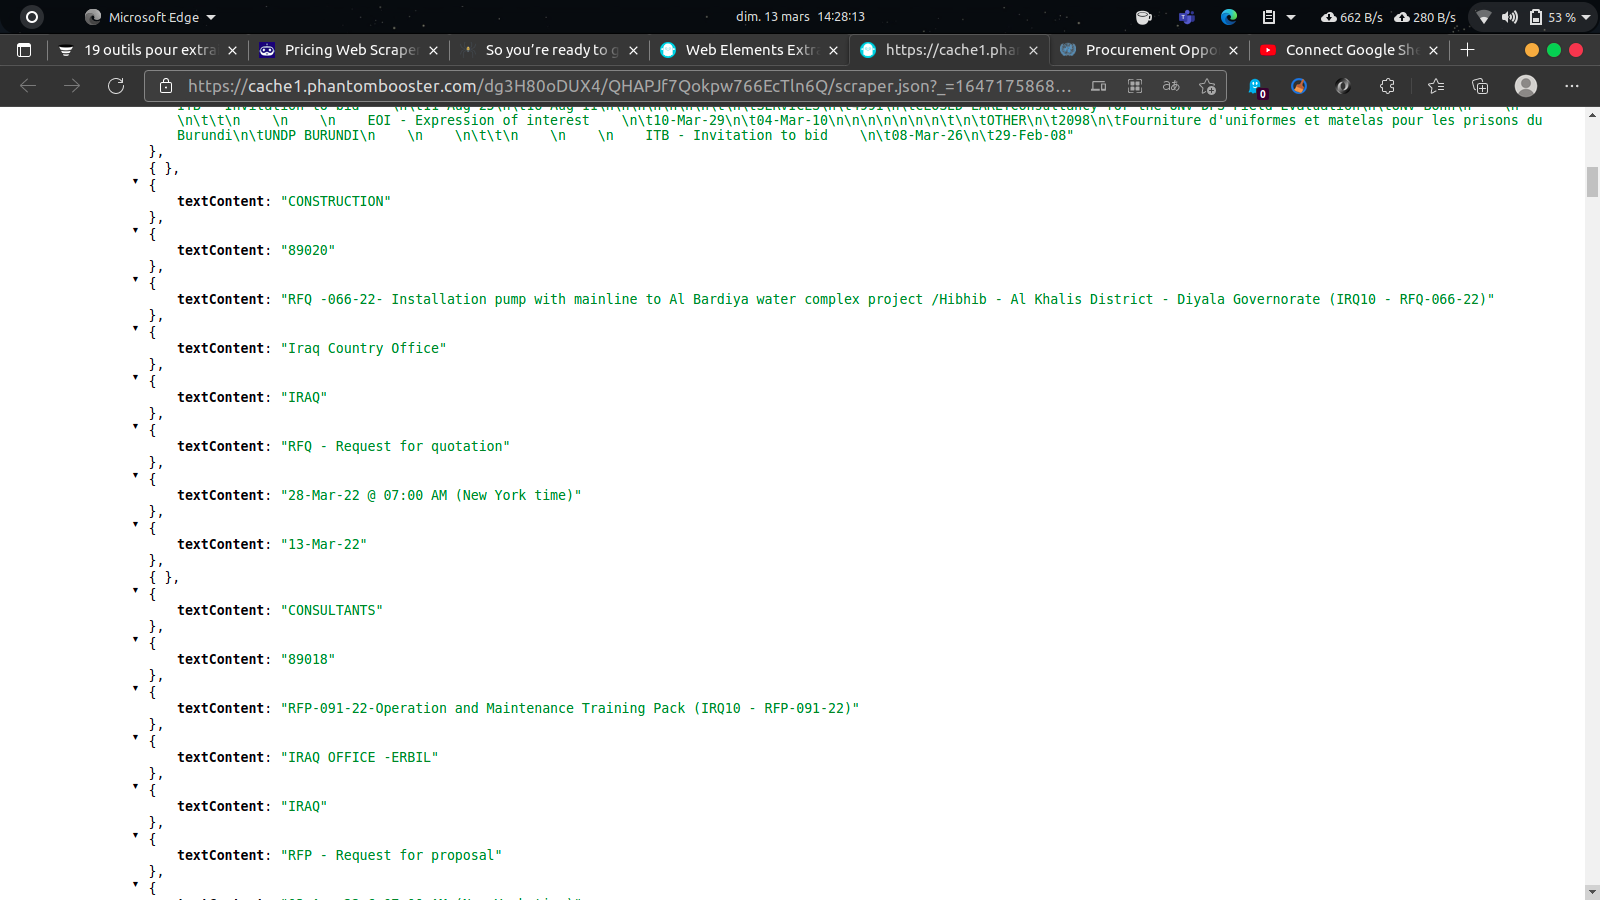 Microsoft Edge
dim. 13 mars 14:28:13
662 B/s 280 B/s 53 %
19 outils pour extra
Pricing Web Scrape
So you're ready to g
Web Elements Extra
https://cache1.phan
Procurement Oppo
Connect Google She
https://cache1.phantombooster.com/dg3H80oDUX4/QHAPJf7Qokpw766EcTln6Q/scraper.json?_=1647175868...
\n\t\t\n    \n    \n    EOI - Expression of interest    \n\t10-Mar-29\n\t04-Mar-10\n\n\n\n\n\n\n\t\n\tOTHER\n\t2098\n\tFourniture d'uniformes et matelas pour les prisons du
Burundi\n\tUNDP BURUNDI\n    \n    \n\t\t\n    \n    \n    ITB - Invitation to bid    \n\t08-Mar-26\n\t29-Feb-08"
},
{ },
{
textContent: "CONSTRUCTION"
},
{
textContent: "89020"
},
{
textContent: "RFQ -066-22- Installation pump with mainline to Al Bardiya water complex project /Hibhib - Al Khalis District - Diyala Governorate (IRQ10 - RFQ-066-22)"
},
{
textContent: "Iraq Country Office"
},
{
textContent: "IRAQ"
},
{
textContent: "RFQ - Request for quotation"
},
{
textContent: "28-Mar-22 @ 07:00 AM (New York time)"
},
{
textContent: "13-Mar-22"
},
{ },
{
textContent: "CONSULTANTS"
},
{
textContent: "89018"
},
{
textContent: "RFP-091-22-Operation and Maintenance Training Pack (IRQ10 - RFP-091-22)"
},
{
textContent: "IRAQ OFFICE -ERBIL"
},
{
textContent: "IRAQ"
},
{
textContent: "RFP - Request for proposal"
},
{